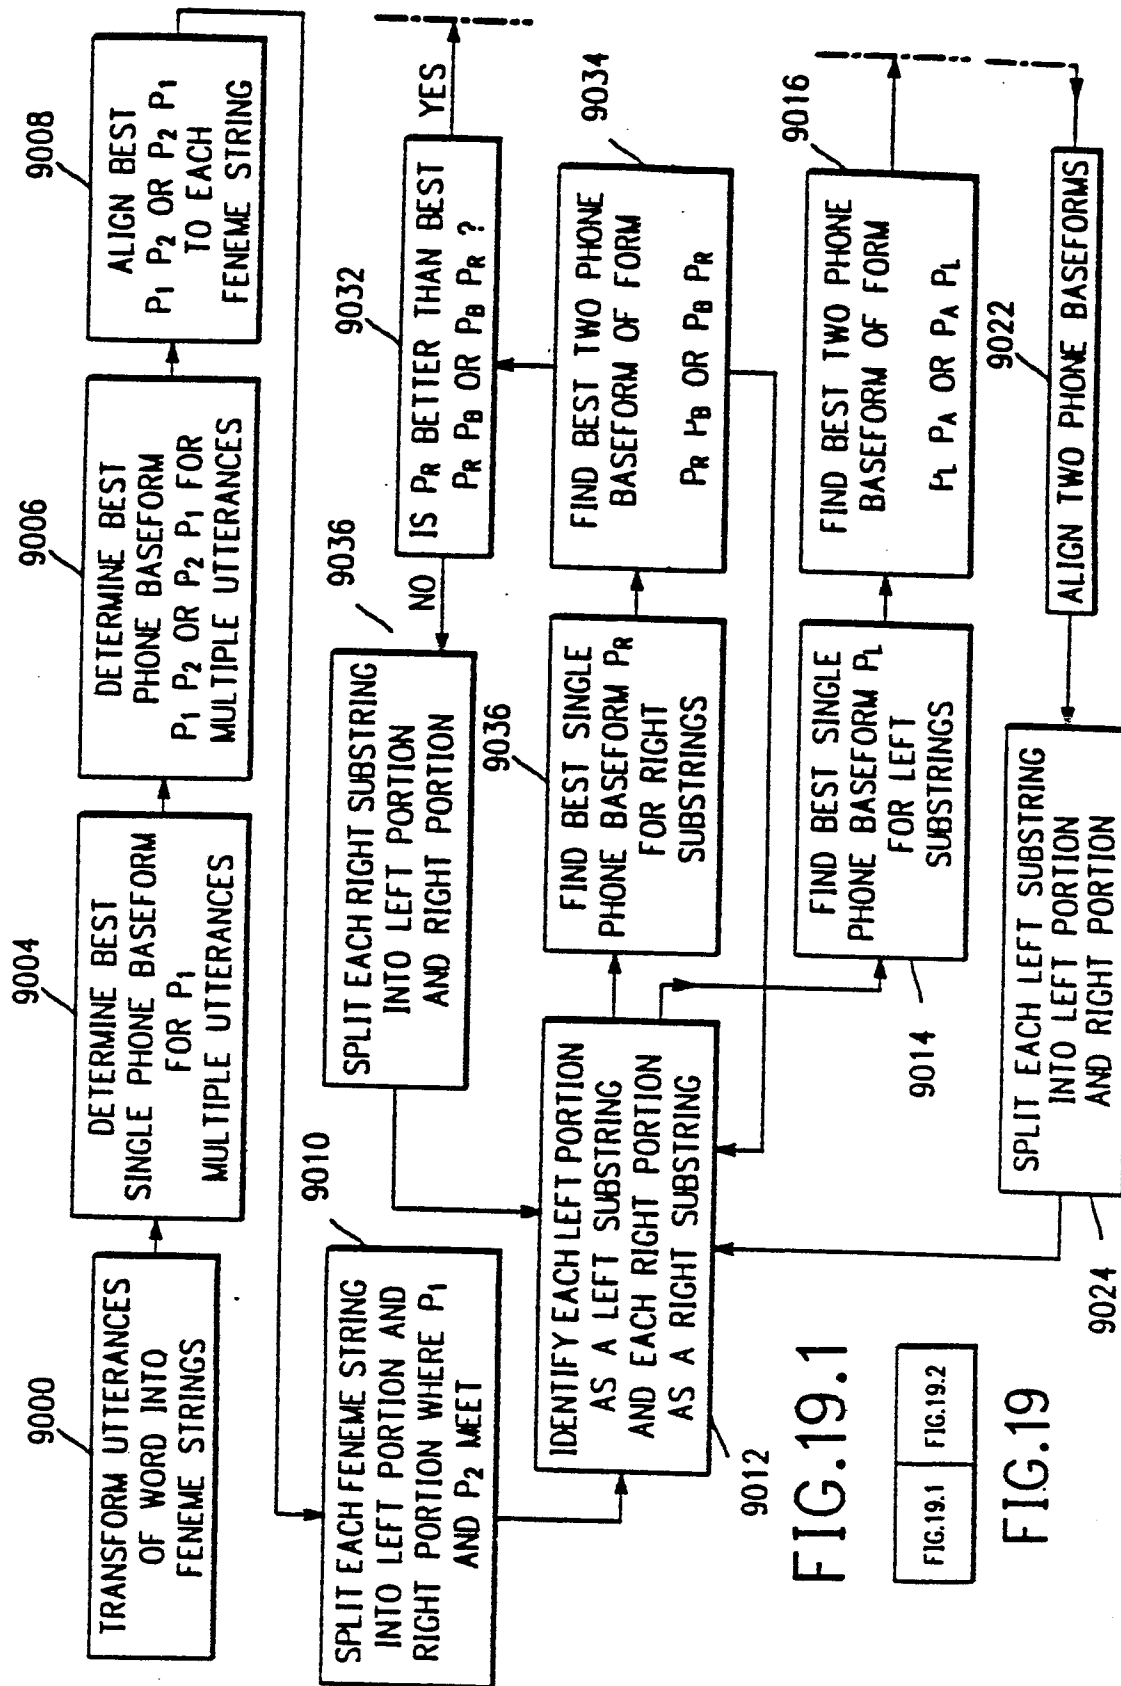 9000
TRANSFORM UTTERANCES
OF WORD INTO
FENEME STRINGS
9004
DETERMINE BEST
SINGLE PHONE BASEFORM
FOR P1
MULTIPLE UTTERANCES
9006
DETERMINE BEST
PHONE BASEFORM
P1 P2 OR P2 P1 FOR
MULTIPLE UTTERANCES
9008
ALIGN BEST
P1 P2 OR P2 P1
TO EACH
FENEME STRING
9010
SPLIT EACH FENEME STRING
INTO LEFT PORTION AND
RIGHT PORTION WHERE P1
AND P2 MEET
9036
SPLIT EACH RIGHT SUBSTRING
INTO LEFT PORTION
AND RIGHT PORTION
NO
9032
IS PR BETTER THAN BEST
PR PB OR PB PR ?
YES
IDENTIFY EACH LEFT PORTION
AS A LEFT SUBSTRING
AND EACH RIGHT PORTION
AS A RIGHT SUBSTRING
9012
9036
FIND BEST SINGLE
PHONE BASEFORM PR
FOR RIGHT
SUBSTRINGS
9034
FIND BEST TWO PHONE
BASEFORM OF FORM
PR PB OR PB PR
9014
FIND BEST SINGLE
PHONE BASEFORM PL
FOR LEFT
SUBSTRINGS
9016
FIND BEST TWO PHONE
BASEFORM OF FORM
PL PA OR PA PL
9022
ALIGN TWO PHONE BASEFORMS
SPLIT EACH LEFT SUBSTRING
INTO LEFT PORTION
AND RIGHT PORTION
9024
FIG.19.1
FIG.19.1 FIG.19.2
FIG.19